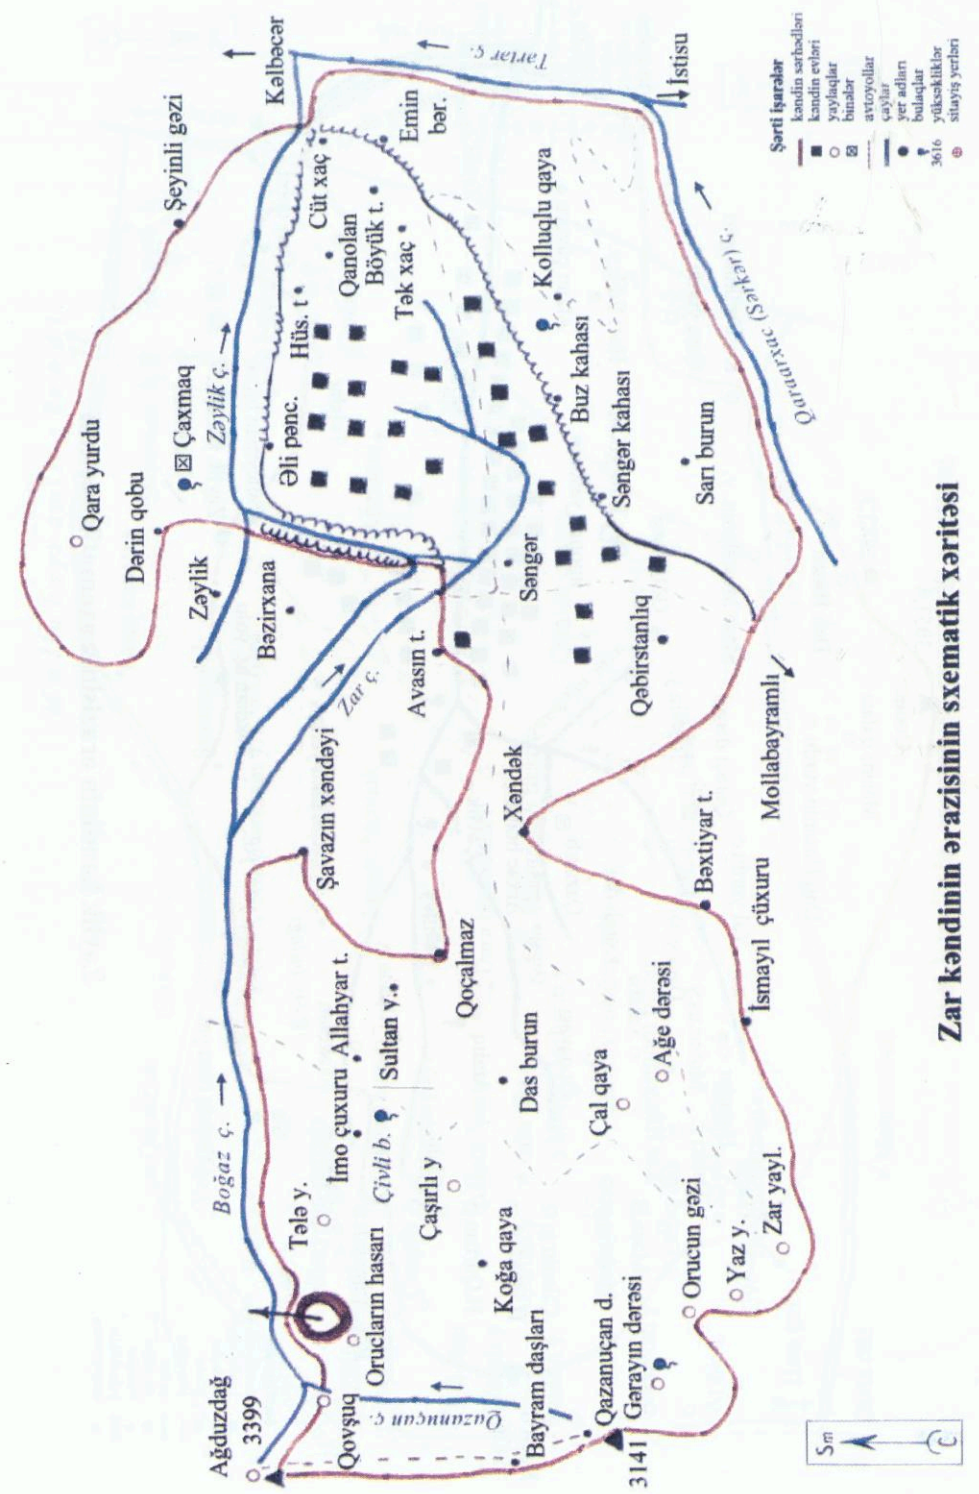 Ağduzdağ
3399
Boğaz ç.
Zəylik
Dərin qobu
Qara yurdu
Çaxmaq
Zəylik ç.
Şeyinli gəzi
Kəlbəcər
Tərtər ç.
İstisu
Bəzirxana
Əli pənc.
Hüs. t
Cüt xaç
Qanolan
Böyük t.
Tək xaç
Emin
bər.
Kolluqlu qaya
Buz kahası
Səngər kahası
Sarı burun
Quruarxac (Sərkər) ç.
Səngər
Qəbirstanlıq
Avasın t.
Zar ç.
Şavazın xəndəyi
Xəndək
Mollabayramlı
Bəxtiyar t.
İsmayıl çüxuru
Qoçalmaz
Allahyar t.
Sultan y.
İmo çuxuru
Çivli b.
Das burun
Çal qaya
Ağe dərəsi
Tələ y.
Çaşırlı y
Orucların hasarı
Koğa qaya
Qovşuq
Qazanuçan ç.
Bayram daşları
Qazanuçan d.
3141
Gərayın dərəsi
Orucun gəzi
Yaz y.
Zar yayl.
Şm
C
Şərti işarələr
kəndin sərhədləri
kəndin evləri
yaylaqlar
binələr
avtoyollar
çaylar
yer adları
bulaqlar
3616 yüksəkliklər
sitayiş yerləri
Zar kəndinin ərazisinin sxematik xəritəsi